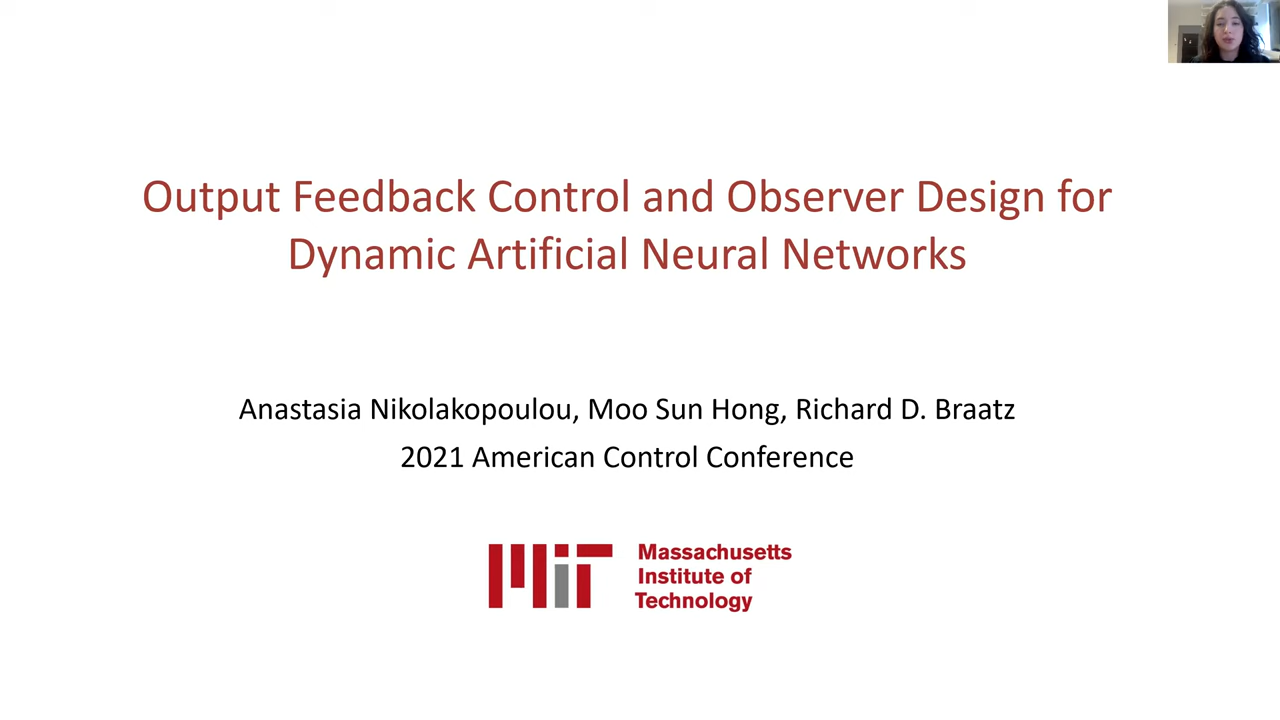 Output Feedback Control and Observer Design for
Dynamic Artificial Neural Networks
Anastasia Nikolakopoulou, Moo Sun Hong, Richard D. Braatz
2021 American Control Conference
MIT Massachusetts
Institute of
Technology